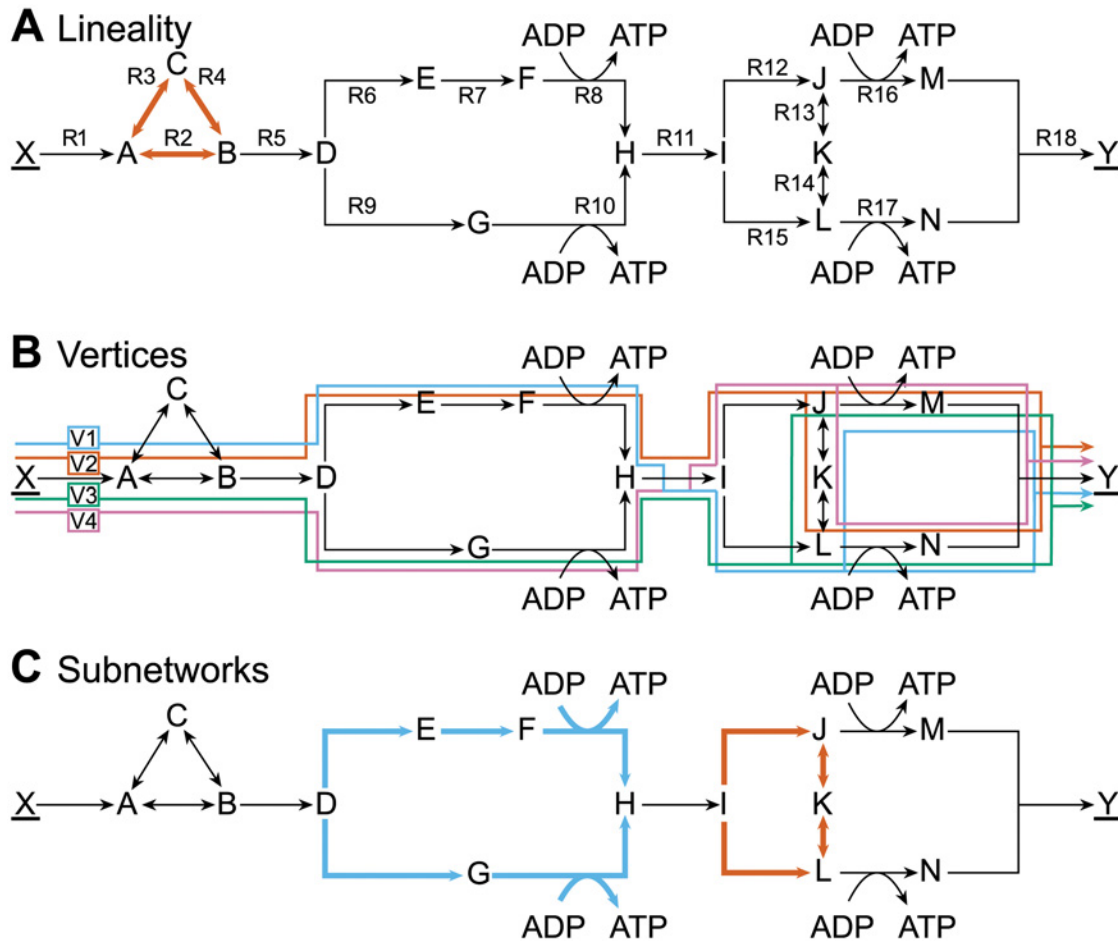 A Lineality
ADP ATP ADP ATP
C
R3 R4
R6 E R7 F R8 R12 J R16 M
R13
X R1 A R2 B R5 D H R11 I K R18 Y
R14
R9 G R10 R15 L R17 N
ADP ATP ADP ATP
B Vertices
ADP ATP ADP ATP
C
E F J M
V1
V2
X A B D H I K Y
V3
V4
G L N
ADP ATP ADP ATP
C Subnetworks
ADP ATP ADP ATP
C
E F J M
X A B D H I K Y
G L N
ADP ATP ADP ATP